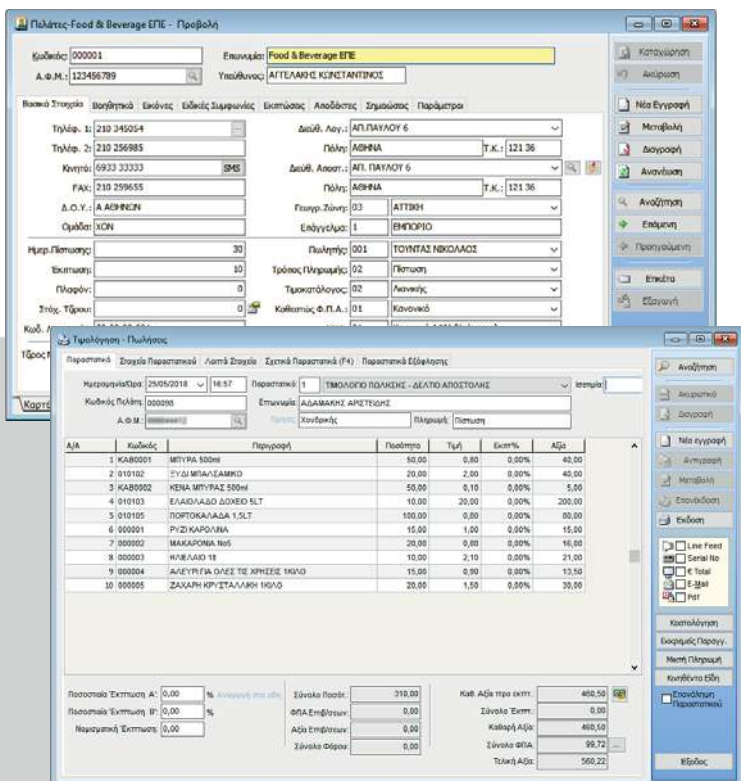 Πελάτες-Food & Beverage ΕΠΕ - Προβολή
Κωδικός: 000001 Επωνυμία: Food & Beverage ΕΠΕ
Α.Φ.Μ.: 123456789 Υπεύθυνος: ΑΓΓΕΛΑΚΗΣ ΚΩΝΣΤΑΝΤΙΝΟΣ
Βασικά Στοιχεία Βοηθητικά Εικόνες Ειδικές Συμφωνίες Εκπτώσεις Αποδόσεις Σημειώσεις Παράμετροι
Τηλέφ. 1: 210 345054 Διεύθ. Λογ.: ΑΠ.ΠΑΥΛΟΥ 6
Τηλέφ. 2: 210 256985 Πόλη: ΑΘΗΝΑ Τ.Κ.: 121 36
Κινητό: 6933 33333 SMS Διεύθ. Αποστ.: ΑΠ. ΠΑΥΛΟΥ 6
FAX: 210 259655 Πόλη: ΑΘΗΝΑ Τ.Κ.: 121 36
Δ.Ο.Υ.: Α ΑΘΗΝΩΝ Γεωγρ.Ζώνη: 03 ΑΤΤΙΚΗ
Ομάδα: ΧΟΝ Επάγγελμα: 1 ΕΜΠΟΡΙΟ
Ημερ.Πίστωσης: 30 Πωλητής: 001 ΤΟΥΝΤΑΣ ΝΙΚΟΛΑΟΣ
Έκπτωση: 10 Τρόπος Πληρωμής: 02 Πίστωση
Πλαφόν: 0 Τιμοκατάλογος: 02 Λιανικής
Στόχ. Τζίρου: 0 Καθεστώς Φ.Π.Α.: 01 Κανονικό
Καταχώρηση
Ακύρωση
Νέα Εγγραφή
Μεταβολή
Διαγραφή
Ανανέωση
Αναζήτηση
Επόμενη
Προηγούμενη
Ετικέτα
Εξαγωγή
Τιμολόγηση - Πωλήσεις
Παραστατικό Στοιχεία Παραστατικού Λοιπά Στοιχεία Σχετικά Παραστατικά (F4) Παραστατικά Εξόφλησης
Ημερομηνία/Ώρα: 25/05/2018 16:57 Παραστατικό: 1 ΤΙΜΟΛΟΓΙΟ ΠΩΛΗΣΗΣ - ΔΕΛΤΙΟ ΑΠΟΣΤΟΛΗΣ Ισοτιμία:
Κωδικός Πελάτη: 000098 Επωνυμία: ΑΔΑΜΑΚΗΣ ΑΡΙΣΤΕΙΔΗΣ
Α.Φ.Μ.: Χονδρικής Πληρωμή: Πίστωση
Α/Α Κωδικός Περιγραφή Ποσότητα Τιμή Εκπτ% Αξία
1 ΚΑΒ0001 ΜΠΥΡΑ 500ml 50,00 0,80 0,00% 40,00
2 010102 ΞΥΔΙ ΜΠΑΛΣΑΜΙΚΟ 20,00 2,00 0,00% 40,00
3 ΚΑΒ0002 ΚΕΝΑ ΜΠΥΡΑΣ 500ml 50,00 0,10 0,00% 5,00
4 010103 ΕΛΑΙΟΛΑΔΟ ΔΟΧΕΙΟ 5LT 10,00 20,00 0,00% 200,00
5 010105 ΠΟΡΤΟΚΑΛΑΔΑ 1,5LT 100,00 0,80 0,00% 80,00
6 000001 ΡΥΖΙ ΚΑΡΟΛΙΝΑ 15,00 1,00 0,00% 15,00
7 000002 ΜΑΚΑΡΟΝΙΑ Νο5 20,00 0,80 0,00% 16,00
8 000003 ΗΛΙΕΛΑΙΟ 1lt 10,00 2,10 0,00% 21,00
9 000004 ΑΛΕΥΡΙ ΓΙΑ ΟΛΕΣ ΤΙΣ ΧΡΗΣΕΙΣ 1ΚΙΛΟ 15,00 0,90 0,00% 13,50
10 000005 ΖΑΧΑΡΗ ΚΡΥΣΤΑΛΛΙΚΗ 1ΚΙΛΟ 20,00 1,50 0,00% 30,00
Ποσοστιαία Έκπτωση Α': 0,00 % Αναγωγή στα είδη Σύνολο Ποσότ.: 310,00 Καθ. Αξία προ εκπτ.: 460,50
Ποσοστιαία Έκπτωση Β': 0,00 % ΦΠΑ Επιβ/σεων: 0,00 Σύνολο Έκπτ.: 0,00
Νομισματική Έκπτωση: 0,00 Αξία Επιβ/σεων: 0,00 Καθαρή Αξία: 460,50
Σύνολο Φόρου: 0,00 Σύνολο ΦΠΑ: 99,72
Τελική Αξία: 560,22
Αναζήτηση
Ακυρωτικό
Διαγραφή
Νέα εγγραφή
Αντιγραφή
Μεταβολή
Επανέκδοση
Έκδοση
Line Feed
Serial No
€ Total
E-Mail
Pdf
Κοστολόγηση
Εκκρεμείς Παραγγ.
Μικτή Πληρωμή
Κινηθέντα Είδη
Επανάληψη
Παραστατικού
Έξοδος